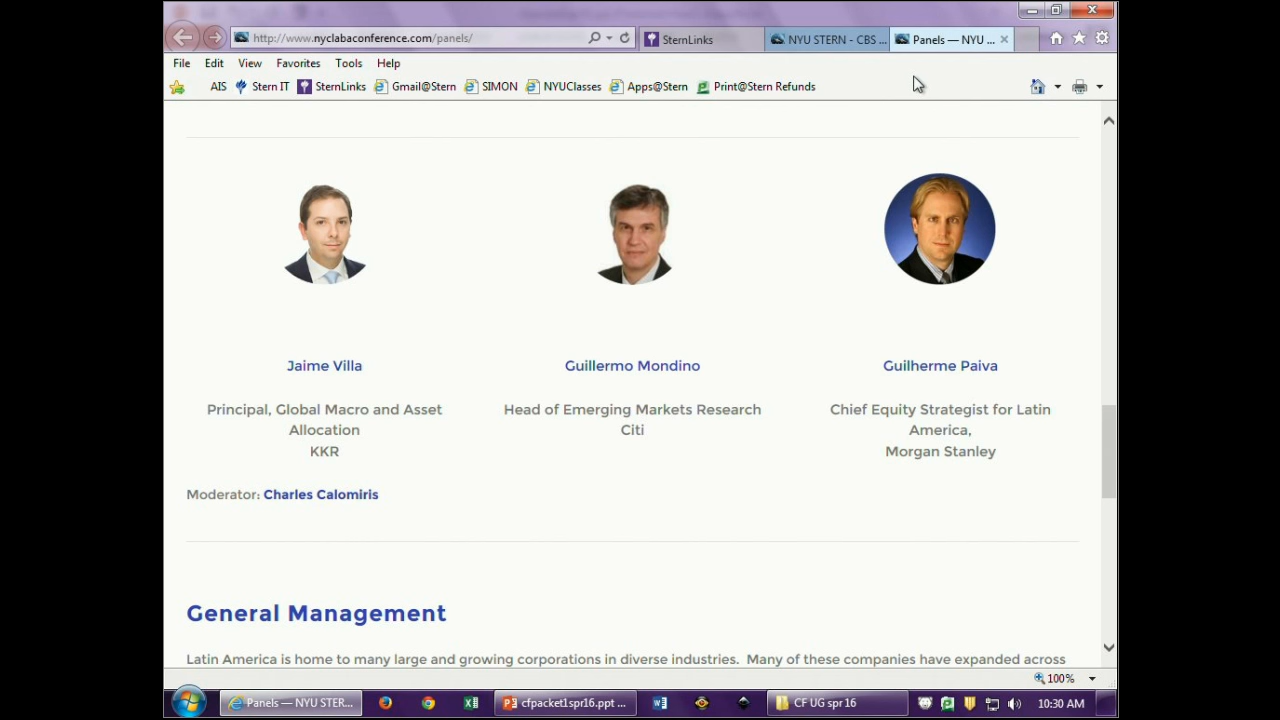 http://www.nyclabaconference.com/panels/
SternLinks
NYU STERN - CBS ...
Panels — NYU ...
File Edit View Favorites Tools Help
AIS Stern IT SternLinks Gmail@Stern SIMON NYUClasses Apps@Stern Print@Stern Refunds
Jaime Villa
Principal, Global Macro and Asset
Allocation
KKR
Guillermo Mondino
Head of Emerging Markets Research
Citi
Guilherme Paiva
Chief Equity Strategist for Latin
America,
Morgan Stanley
Moderator: Charles Calomiris
General Management
Latin America is home to many large and growing corporations in diverse industries. Many of these companies have expanded across
100%
Panels — NYU STER...
cfpacket1spr16.ppt ...
CF UG spr16
10:30 AM